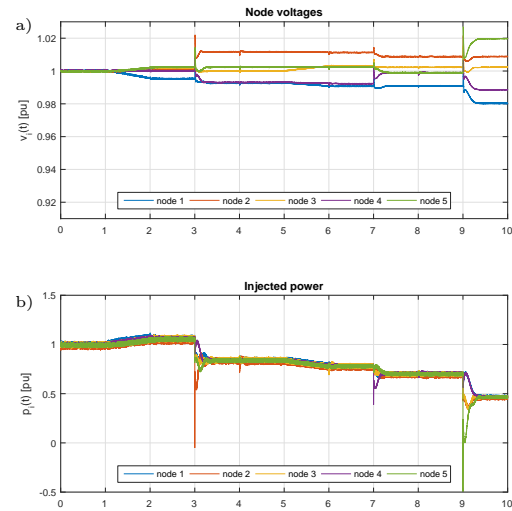 Node voltages
a)
1.02
1
0.98
0.96
0.94
0.92
v_i(t) [pu]
node 1 node 2 node 3 node 4 node 5
0 1 2 3 4 5 6 7 8 9 10
Injected power
b)
1.5
1
0.5
0
-0.5
p_i(t) [pu]
node 1 node 2 node 3 node 4 node 5
0 1 2 3 4 5 6 7 8 9 10